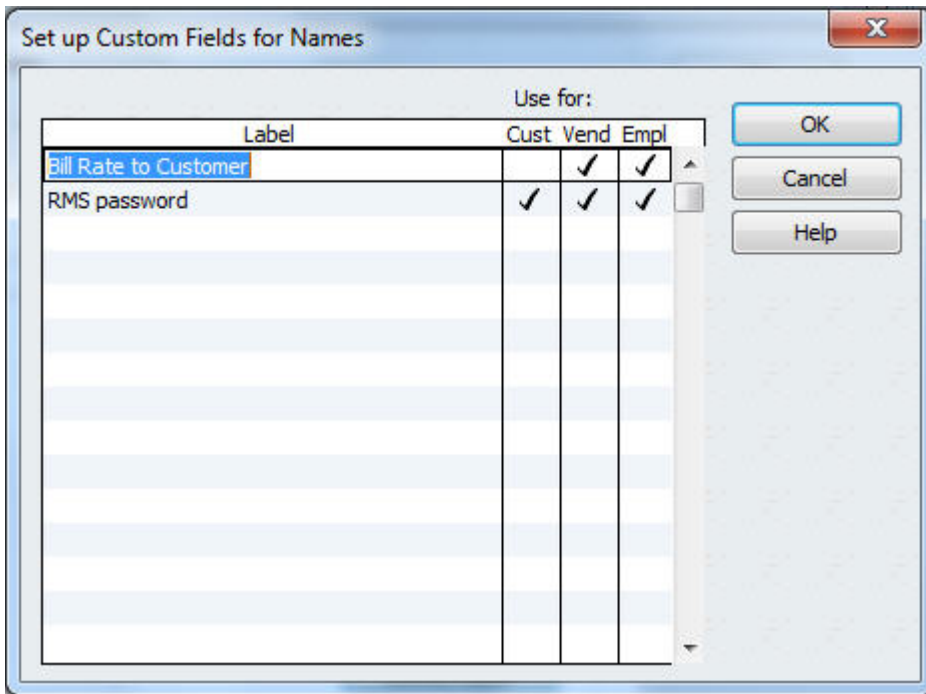 Set up Custom Fields for Names
Use for:
Label Cust Vend Empl
Bill Rate to Customer ✓ ✓
RMS password ✓ ✓ ✓
OK
Cancel
Help